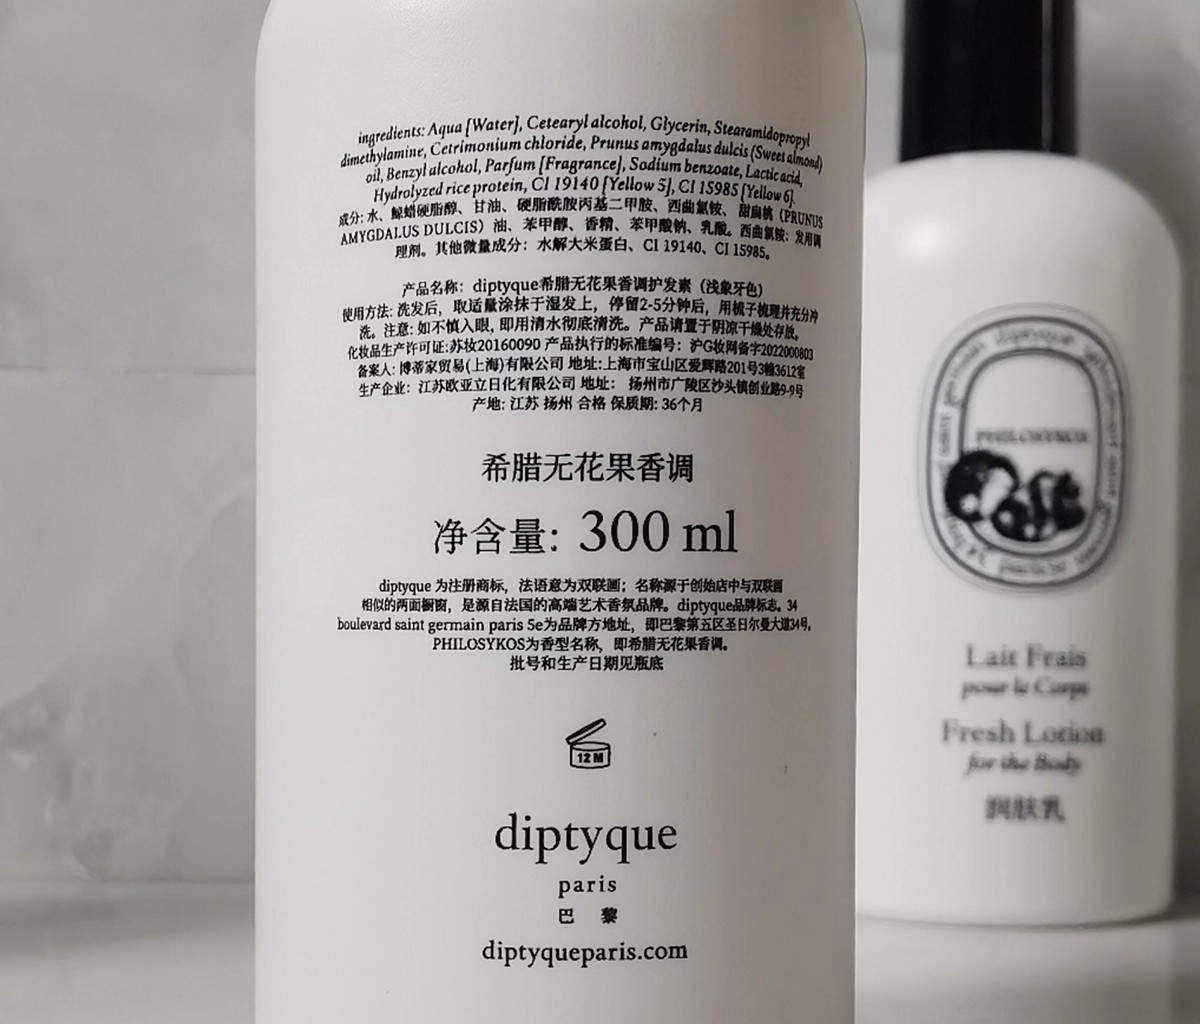 ingredients: Aqua [Water], Cetearyl alcohol, Glycerin, Stearamidopropyl
dimethylamine, Cetrimonium chloride, Prunus amygdalus dulcis (Sweet almond)
oil, Benzyl alcohol, Parfum [Fragrance], Sodium benzoate, Lactic acid,
Hydrolyzed rice protein, CI 19140 [Yellow 5], CI 15985 [Yellow 6].
成分: 水、鲸蜡硬脂醇、甘油、硬脂酰胺丙基二甲胺、西曲氯铵、甜扁桃（PRUNUS
AMYGDALUS DULCIS）油、苯甲醇、香精、苯甲酸钠、乳酸。西曲氯铵：发用调
理剂。其他微量成分：水解大米蛋白、CI 19140、CI 15985。
产品名称：diptyque希腊无花果香调护发素（浅象牙色）
使用方法: 洗发后，取适量涂抹于湿发上，停留2-5分钟后，用梳子梳理并充分冲
洗。注意: 如不慎入眼, 即用清水彻底清洗。产品请置于阴凉干燥处存放。
化妆品生产许可证:苏妆20160090 产品执行的标准编号：沪G妆网备字2022000803
备案人: 博蒂家贸易(上海)有限公司 地址:上海市宝山区爱辉路201号3幢3612室
生产企业：江苏欧亚立日化有限公司 地址： 扬州市广陵区沙头镇创业路9-9号
产地: 江苏 扬州 合格 保质期: 36个月
希腊无花果香调
净含量: 300 ml
diptyque 为注册商标，法语意为双联画；名称源于创始店中与双联画
相似的两面橱窗，是源自法国的高端艺术香氛品牌。diptyque品牌标志。34
boulevard saint germain paris 5e为品牌方地址，即巴黎第五区圣日尔曼大道34号。
PHILOSYKOS为香型名称，即希腊无花果香调。
批号和生产日期见瓶底
12 M
diptyque
paris
巴 黎
diptyqueparis.com
PHILOSYKOS
Lait Frais
pour le Corps
Fresh Lotion
for the Body
润肤乳